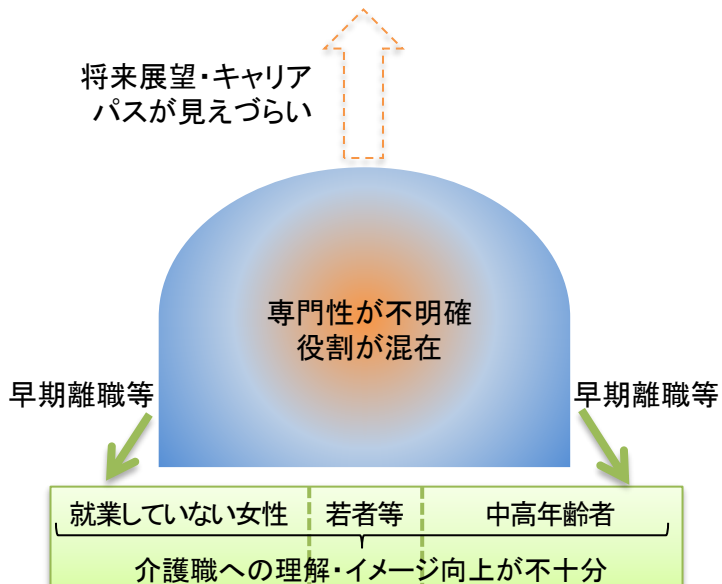 将来展望・キャリア
パスが見えづらい
専門性が不明確
役割が混在
早期離職等
早期離職等
就業していない女性 若者等 中高年齢者
介護職への理解・イメージ向上が不十分